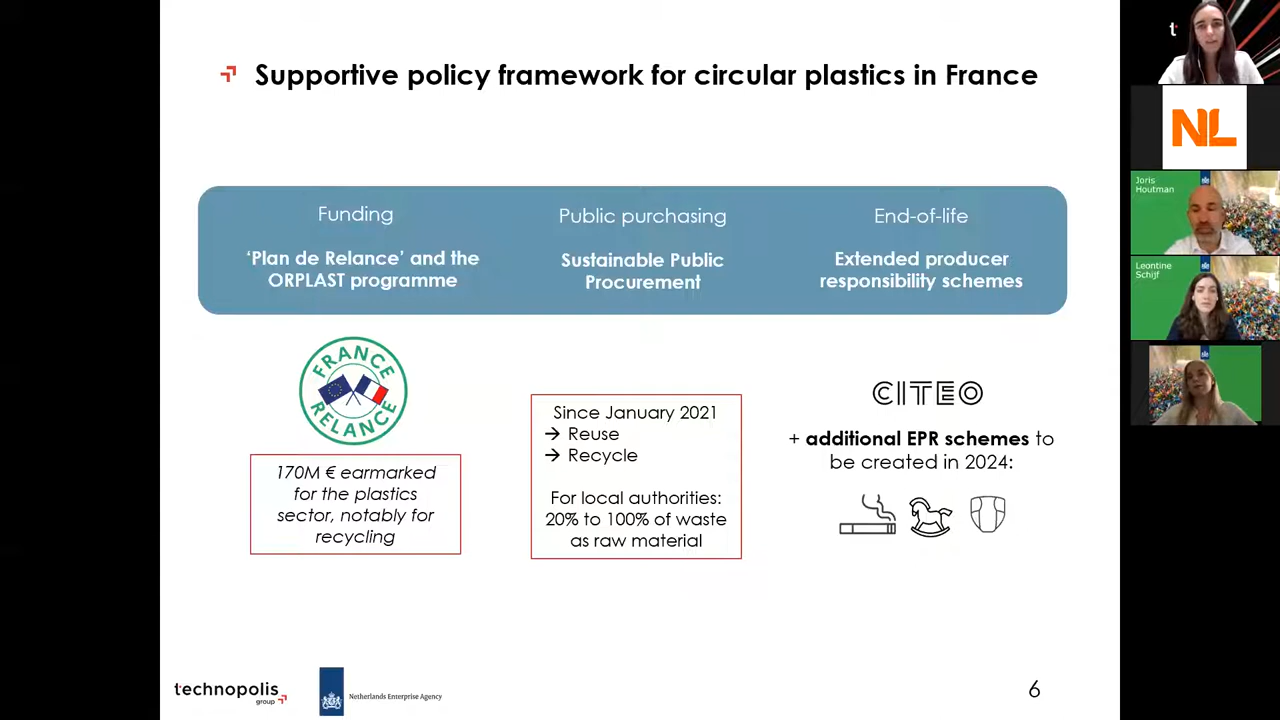 Supportive policy framework for circular plastics in France
Funding
‘Plan de Relance’ and the
ORPLAST programme
Public purchasing
Sustainable Public
Procurement
End-of-life
Extended producer
responsibility schemes
FRANCE
RELANCE
170M € earmarked
for the plastics
sector, notably for
recycling
Since January 2021
→ Reuse
→ Recycle
For local authorities:
20% to 100% of waste
as raw material
CITEO
+ additional EPR schemes to
be created in 2024:
technopolis
group
Netherlands Enterprise Agency
6
t
NL
Joris
Houtman
Leontine
Schijf